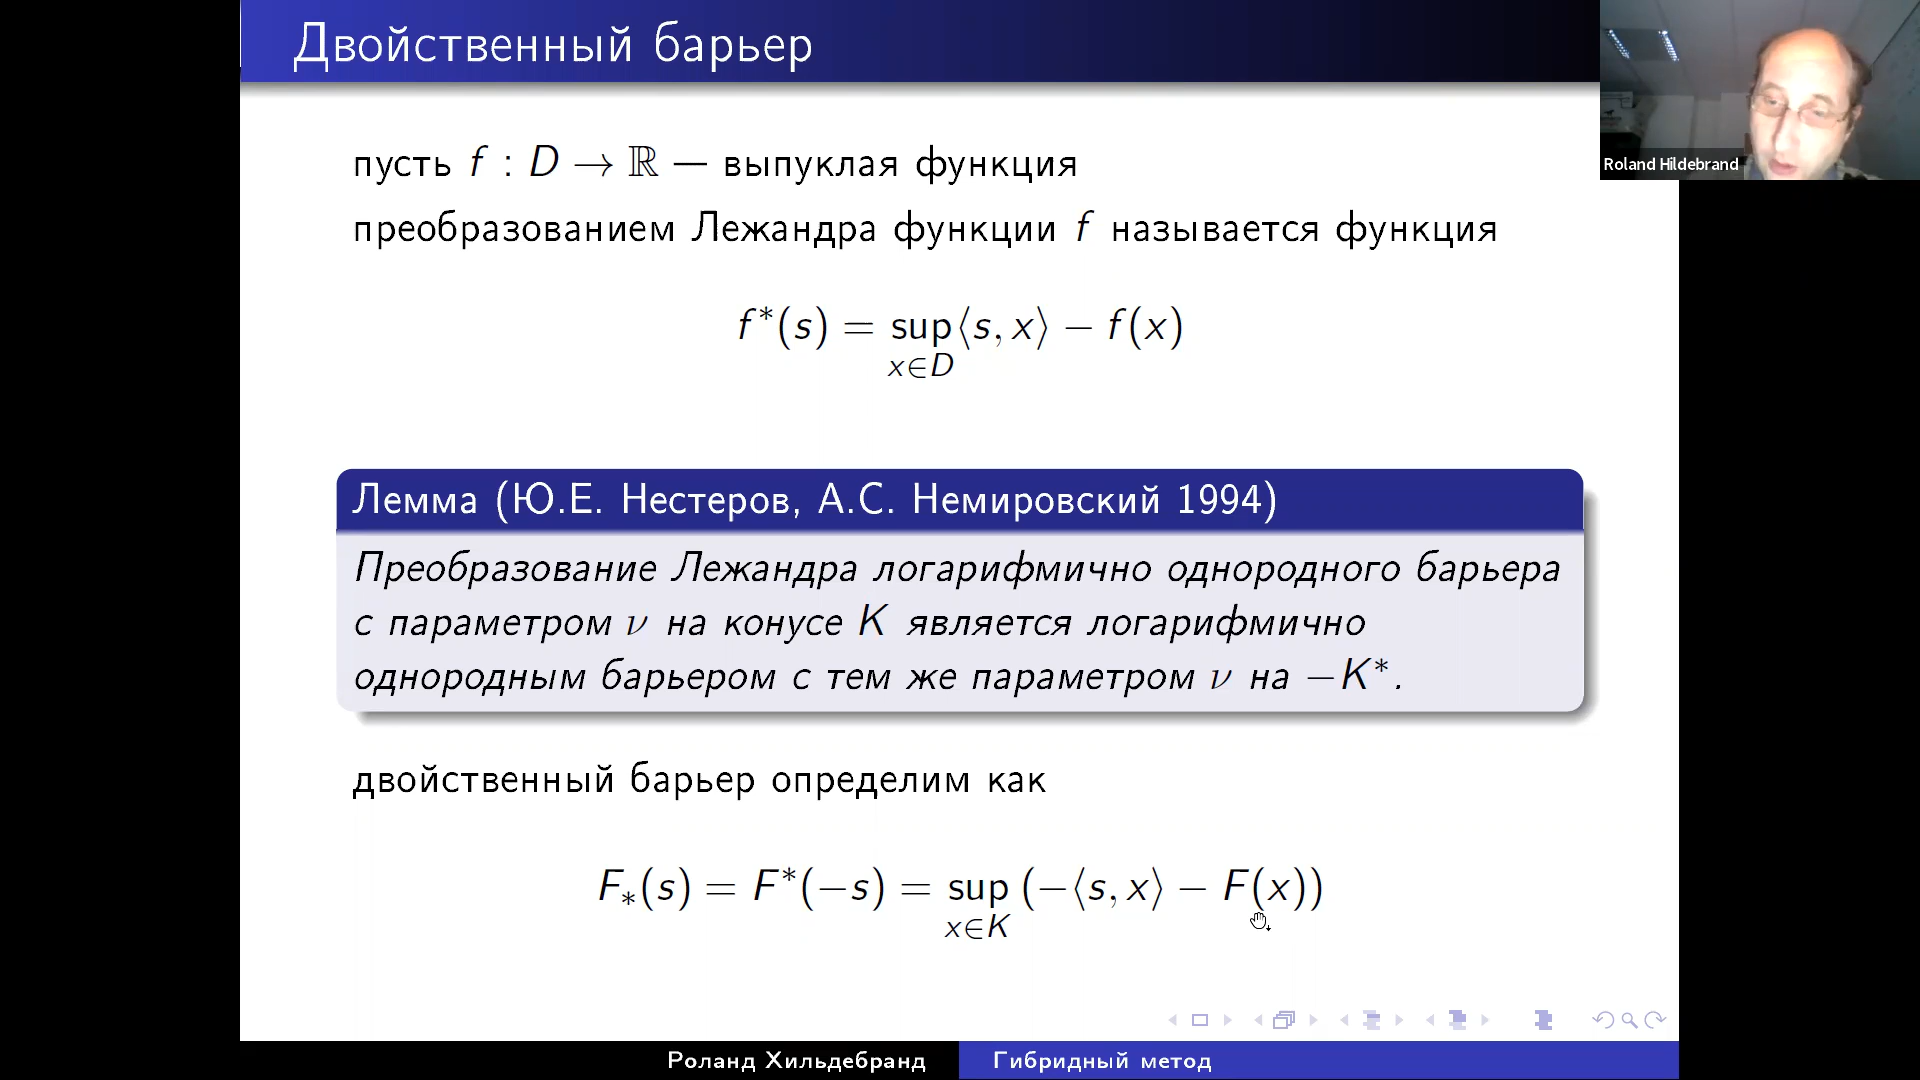 Двойственный барьер
Roland Hildebrand
пусть f : D → ℝ — выпуклая функция
преобразованием Лежандра функции f называется функция
f*(s) = sup⟨s, x⟩ − f(x)
x∈D
Лемма (Ю.Е. Нестеров, А.С. Немировский 1994)
Преобразование Лежандра логарифмично однородного барьера
с параметром ν на конусе K является логарифмично
однородным барьером с тем же параметром ν на −K*.
двойственный барьер определим как
F∗(s) = F*(−s) = sup (−⟨s, x⟩ − F(x))
x∈K
Роланд Хильдебранд
Гибридный метод